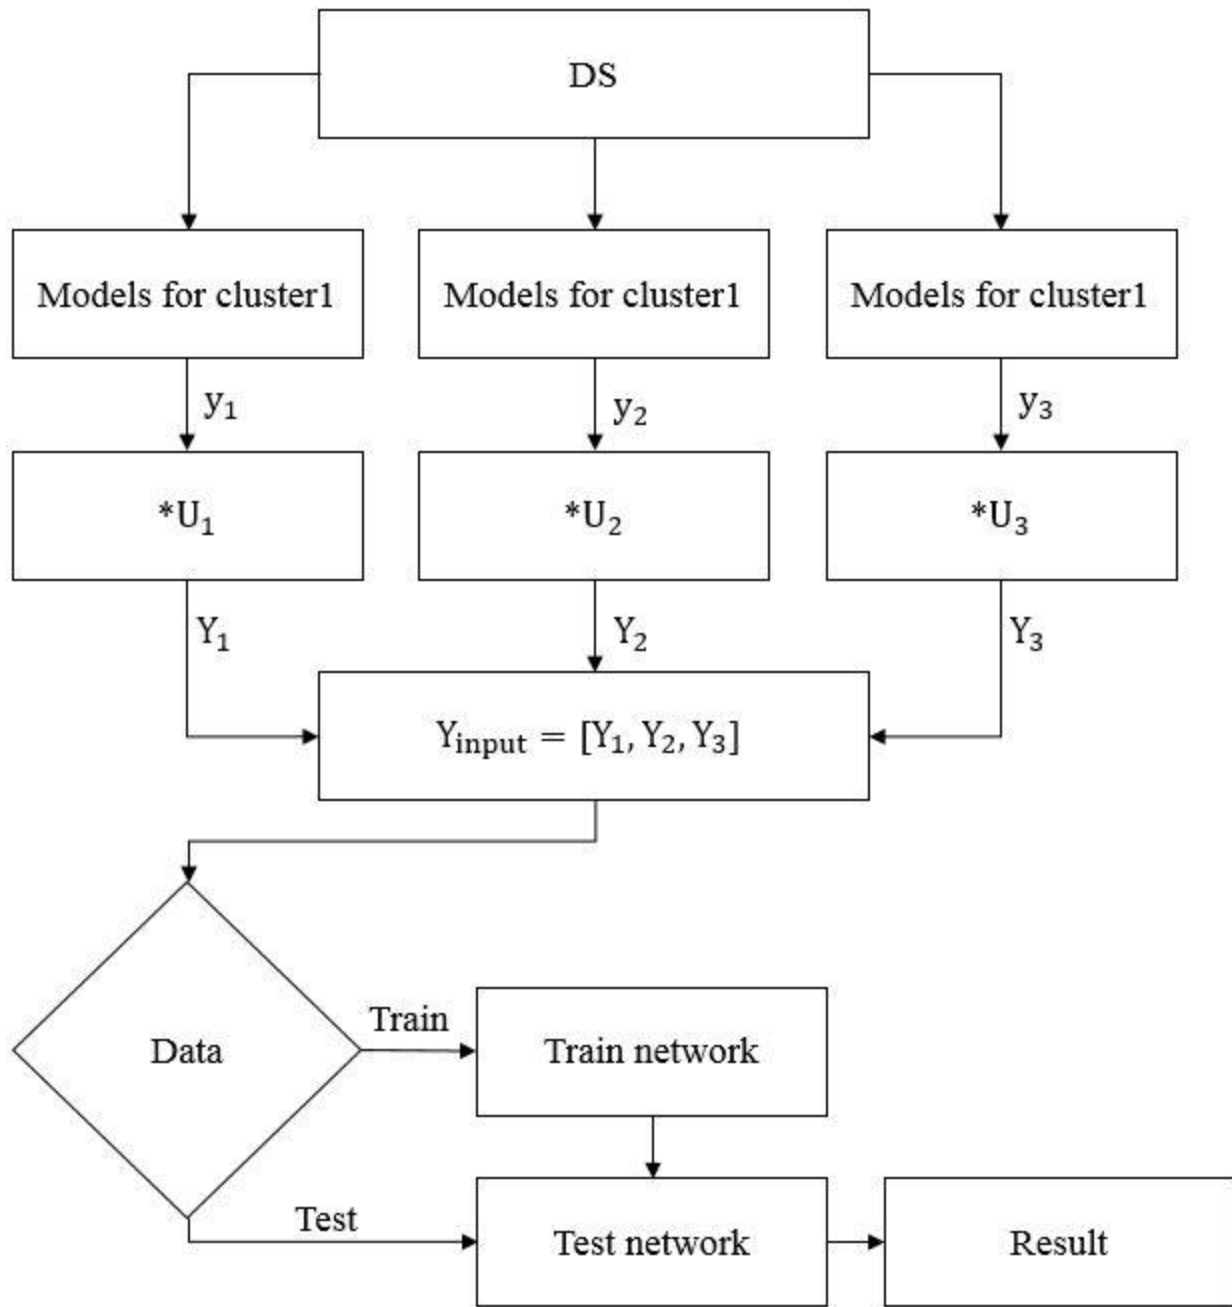 DS
Models for cluster1
Models for cluster1
Models for cluster1
y₁
y₂
y₃
*U₁
*U₂
*U₃
Y₁
Y₂
Y₃
Yᵢₙₚᵤₜ = [Y₁, Y₂, Y₃]
Data
Train
Train network
Test
Test network
Result